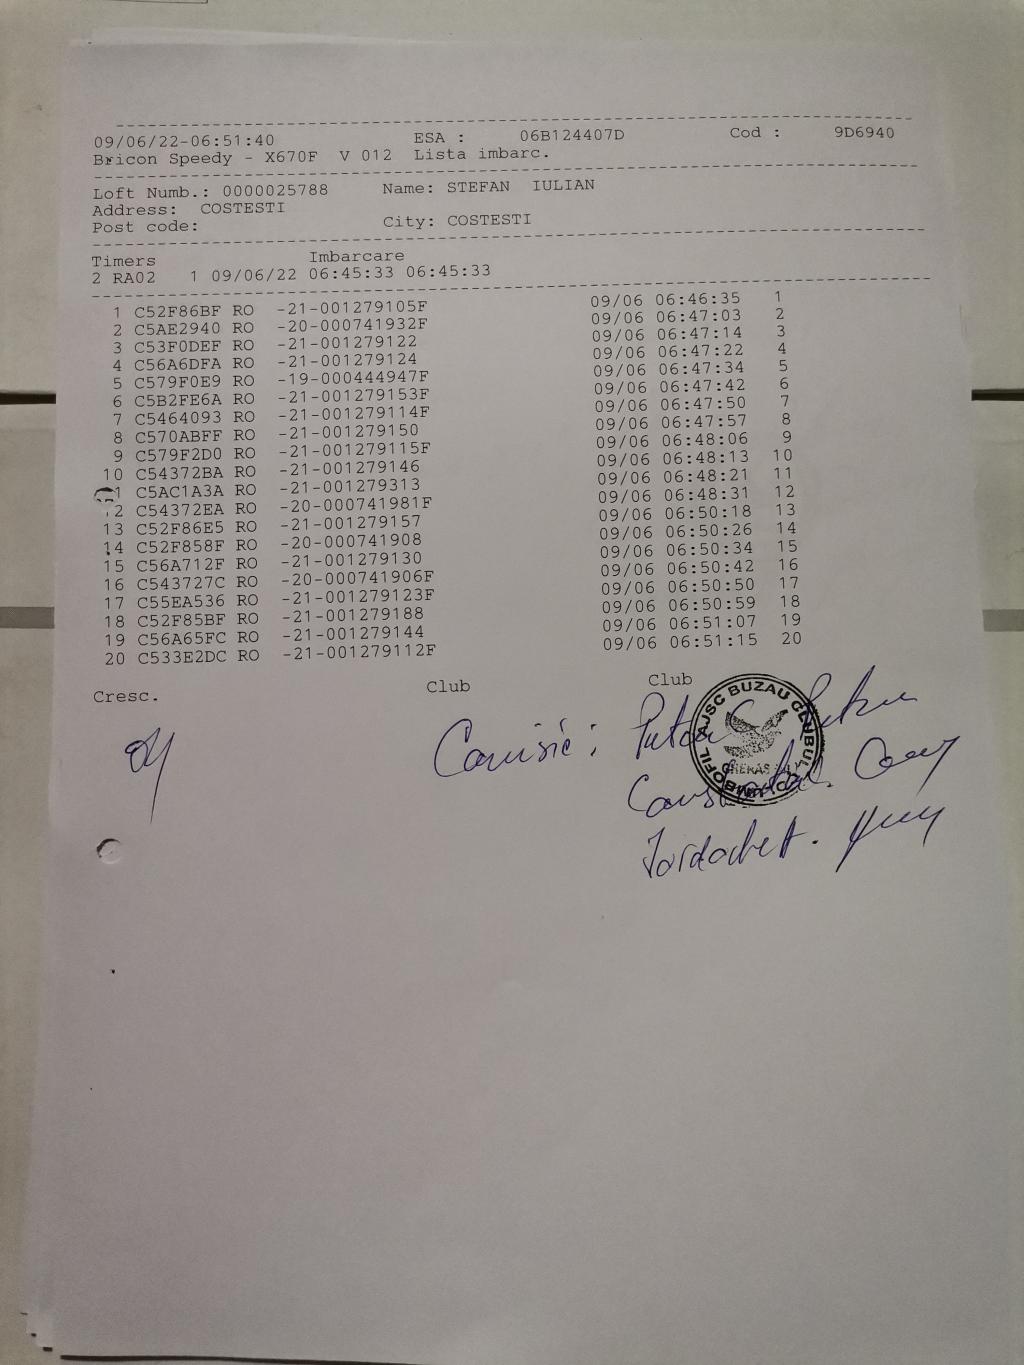 09/06/22-06:51:40 ESA : 06B124407D Cod : 9D6940
Bricon Speedy - X670F V 012 Lista imbarc.
Loft Numb.: 0000025788 Name: STEFAN IULIAN
Address: COSTESTI
Post code: City: COSTESTI
Timers Imbarcare
2 RA02 1 09/06/22 06:45:33 06:45:33
1 C52F86BF RO -21-001279105F 09/06 06:46:35 1
2 C5AE2940 RO -20-000741932F 09/06 06:47:03 2
3 C53F0DEF RO -21-001279122 09/06 06:47:14 3
4 C56A6DFA RO -21-001279124 09/06 06:47:22 4
5 C579F0E9 RO -19-000444947F 09/06 06:47:34 5
6 C5B2FE6A RO -21-001279153F 09/06 06:47:42 6
7 C5464093 RO -21-001279114F 09/06 06:47:50 7
8 C570ABFF RO -21-001279150 09/06 06:47:57 8
9 C579F2D0 RO -21-001279115F 09/06 06:48:06 9
10 C54372BA RO -21-001279146 09/06 06:48:13 10
1 C5AC1A3A RO -21-001279313 09/06 06:48:21 11
12 C54372EA RO -20-000741981F 09/06 06:48:31 12
13 C52F86E5 RO -21-001279157 09/06 06:50:18 13
14 C52F858F RO -20-000741908 09/06 06:50:26 14
15 C56A712F RO -21-001279130 09/06 06:50:34 15
16 C543727C RO -20-000741906F 09/06 06:50:42 16
17 C55EA536 RO -21-001279123F 09/06 06:50:50 17
18 C52F85BF RO -21-001279188 09/06 06:50:59 18
19 C56A65FC RO -21-001279144 09/06 06:51:07 19
20 C533E2DC RO -21-001279112F 09/06 06:51:15 20
Cresc. Club Club
AJSC BUZAU CLUBUL